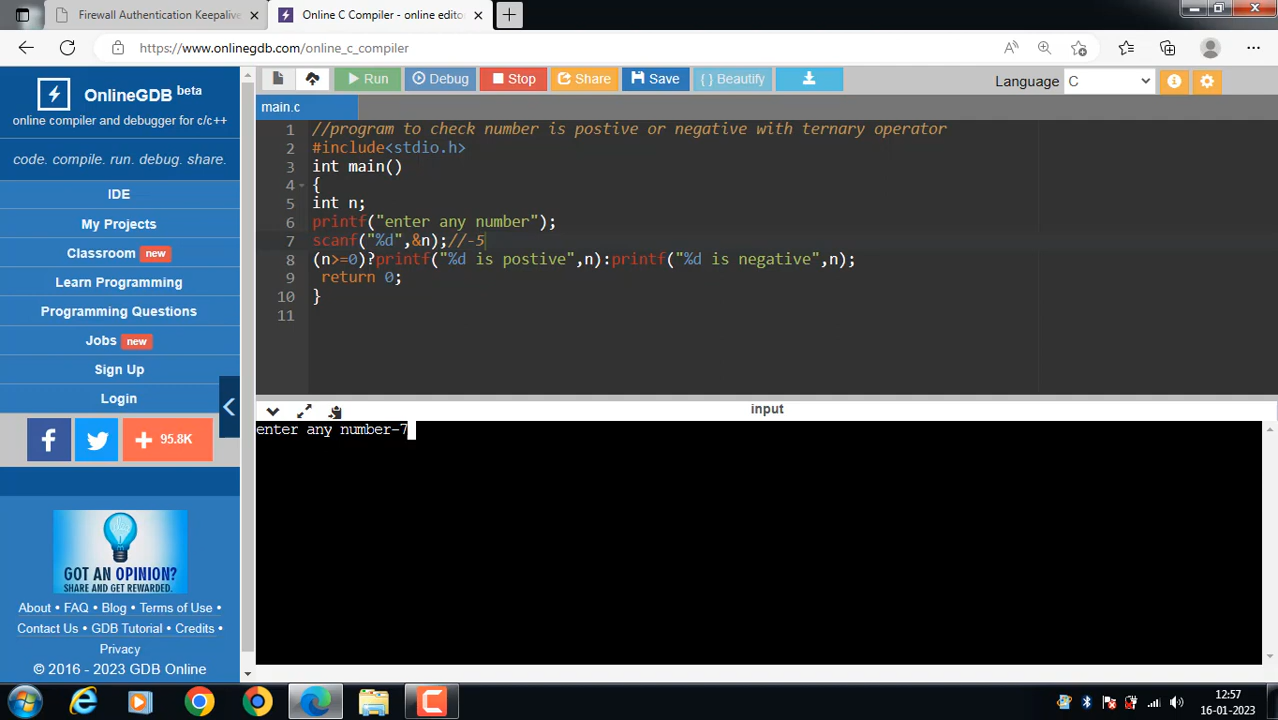 Firewall Authentication Keepalive
Online C Compiler - online editor
https://www.onlinegdb.com/online_c_compiler
OnlineGDB beta
online compiler and debugger for c/c++
code. compile. run. debug. share.
IDE
My Projects
Classroom new
Learn Programming
Programming Questions
Jobs new
Sign Up
Login
95.8K
GOT AN OPINION?
SHARE AND GET REWARDED.
About • FAQ • Blog • Terms of Use •
Contact Us • GDB Tutorial • Credits •
Privacy
© 2016 - 2023 GDB Online
Run
Debug
Stop
Share
Save
{ } Beautify
Language C
main.c
1 //program to check number is postive or negative with ternary operator
2 #include<stdio.h>
3 int main()
4 {
5 int n;
6 printf("enter any number");
7 scanf("%d",&n);//-5
8 (n>=0)?printf("%d is postive",n):printf("%d is negative",n);
9 return 0;
10 }
11
input
enter any number-7
12:57
16-01-2023